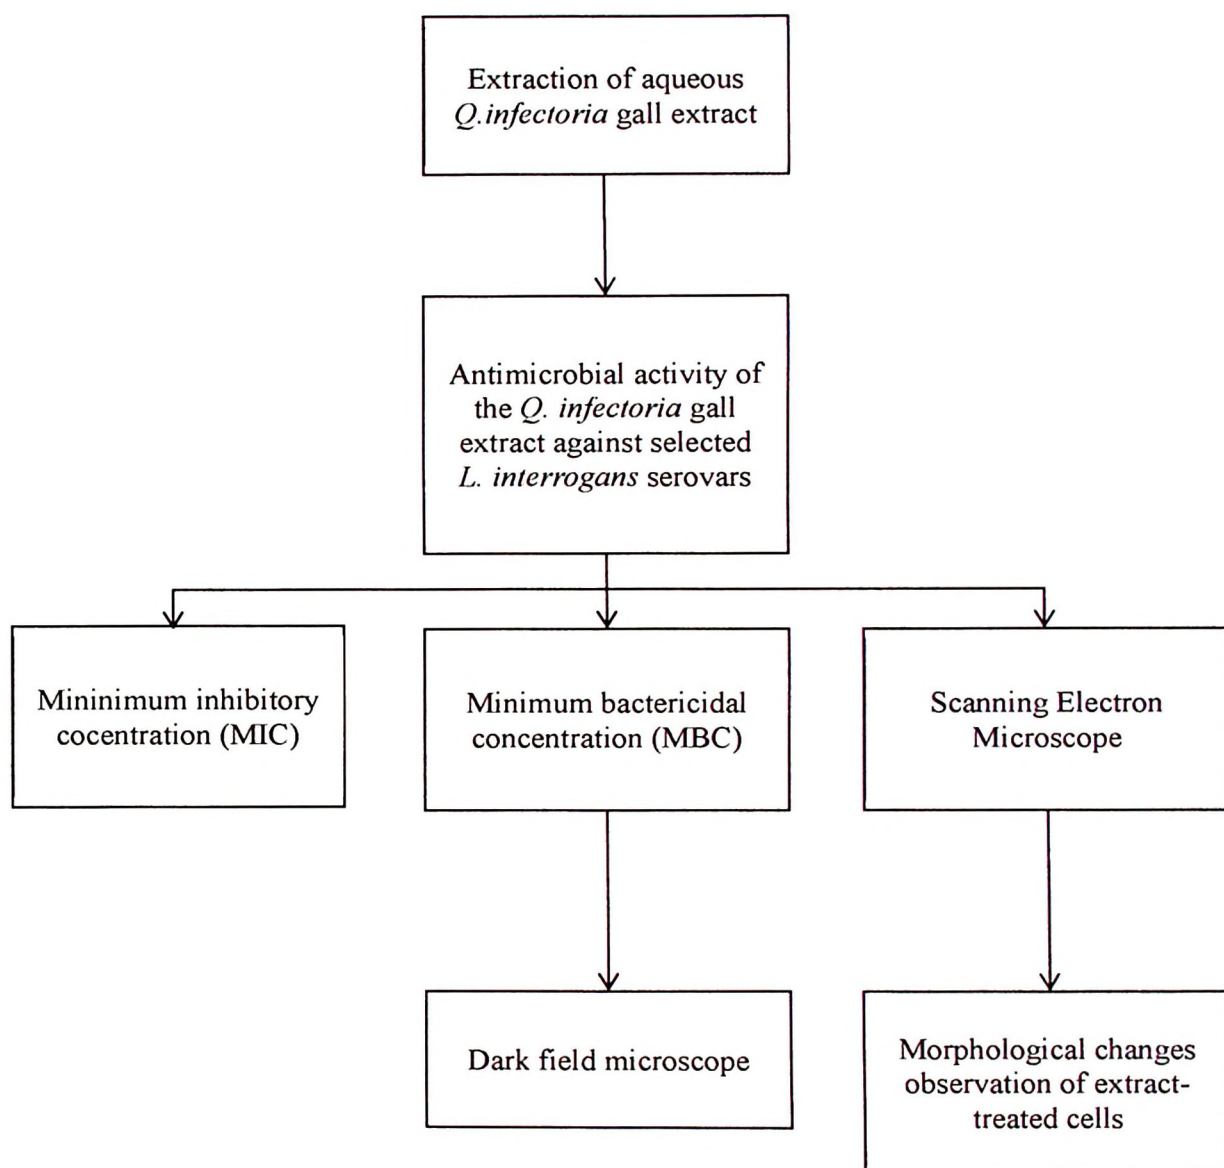 Extraction of aqueous
Q.infectoria gall extract
Antimicrobial activity of
the Q. infectoria gall
extract against selected
L. interrogans serovars
Mininimum inhibitory
cocentration (MIC)
Minimum bactericidal
concentration (MBC)
Scanning Electron
Microscope
Dark field microscope
Morphological changes
observation of extract-
treated cells